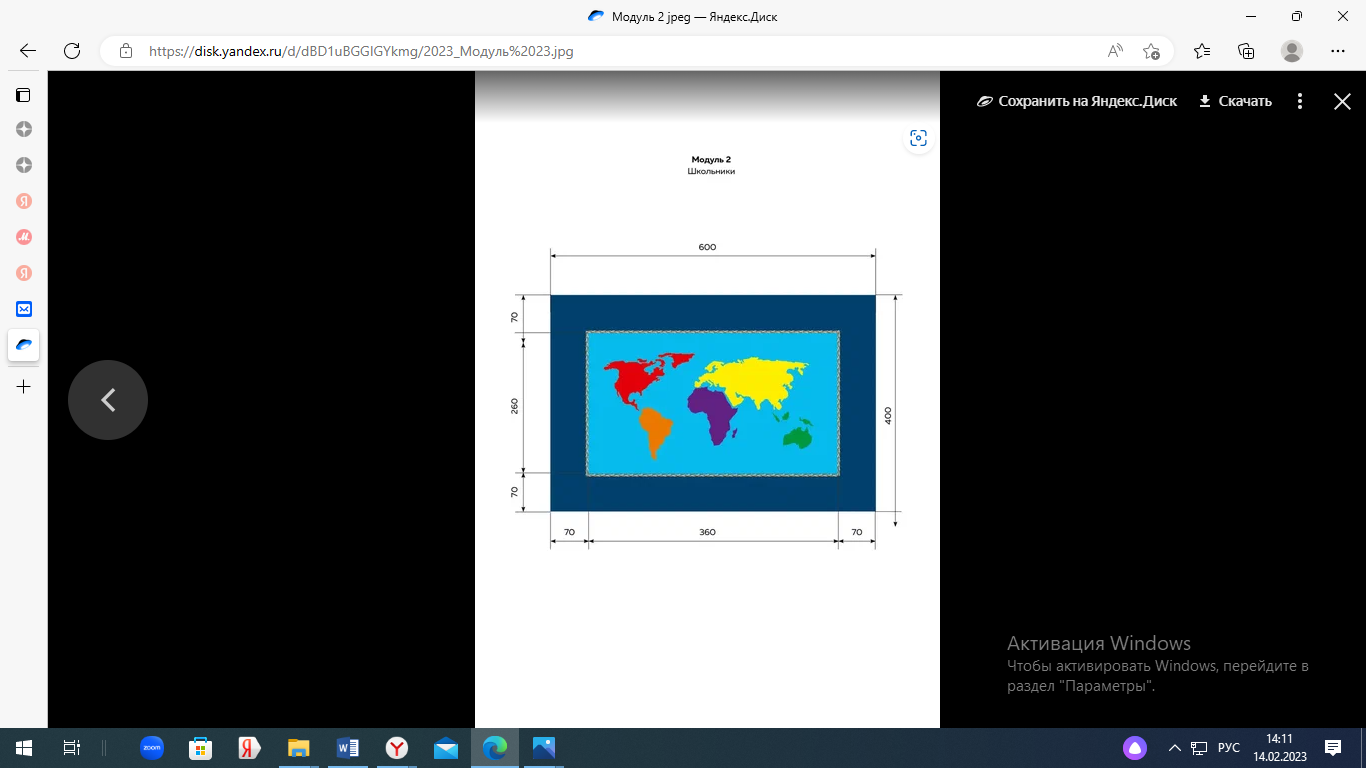 Модуль 2 jpeg — Яндекс.Диск
https://disk.yandex.ru/d/dBD1uBGGIGYkmg/2023_Модуль%2023.jpg
Сохранить на Яндекс.Диск
Скачать
Модуль 2
Школьники
600
70
260
400
70
70
360
70
Активация Windows
Чтобы активировать Windows, перейдите в
раздел "Параметры".
zoom
РУС
14:11
14.02.2023